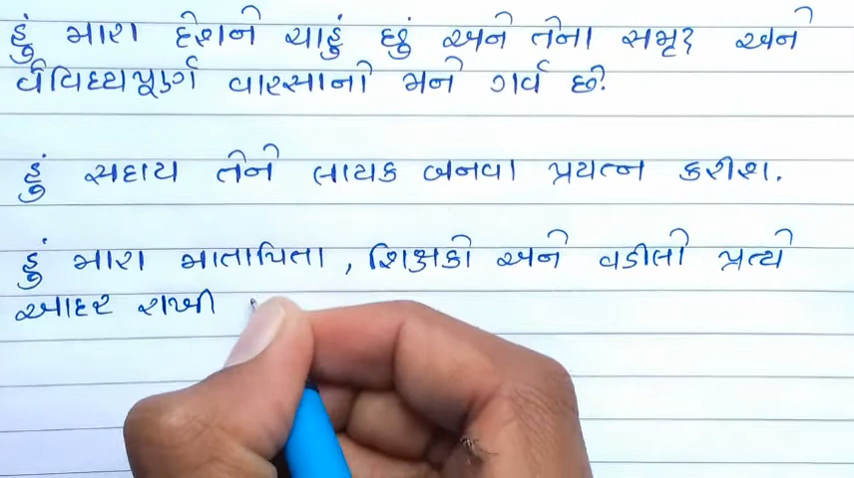 હું મારા દેશને ચાહું છું અને તેના સમૃદ્ અને
વૈવિધ્યપૂર્ણ વારસાનો મને ગર્વ છે.
હું સદાય તેને લાયક બનવા પ્રયત્ન કરીશ.
હું મારા માતાપિતા, શિક્ષકો અને વડીલો પ્રત્યે
આદર રાખી